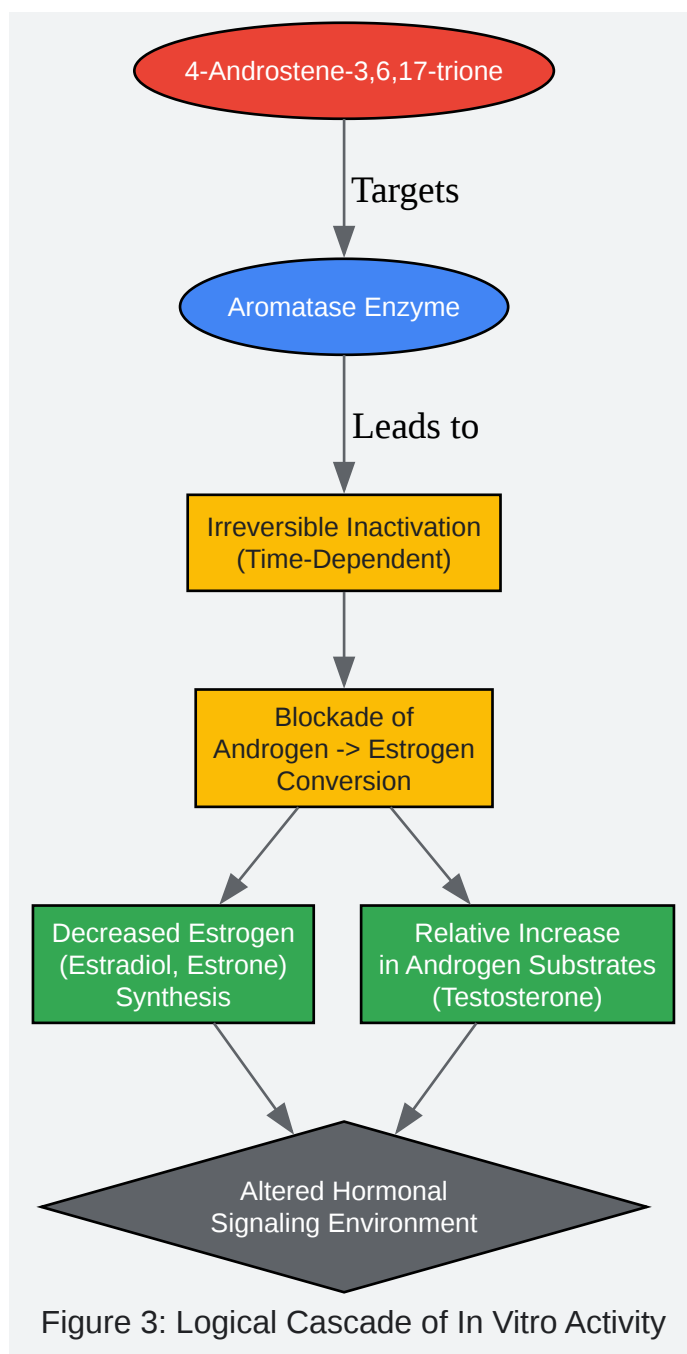 4-Androstene-3,6,17-trione
Targets
Aromatase Enzyme
Leads to
Irreversible Inactivation
(Time-Dependent)
Blockade of
Androgen -> Estrogen
Conversion
Decreased Estrogen
(Estradiol, Estrone)
Synthesis
Relative Increase
in Androgen Substrates
(Testosterone)
Altered Hormonal
Signaling Environment
Figure 3: Logical Cascade of In Vitro Activity